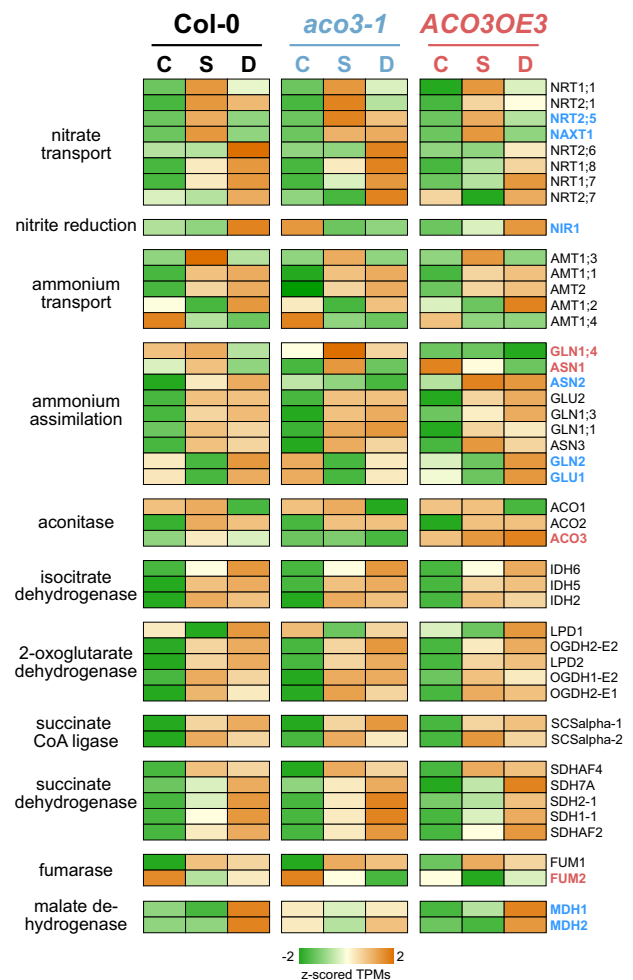 Col-0 aco3-1 ACO3OE3
C S D C S D C S D
nitrate
transport
NRT1;1
NRT2;1
NRT2;5
NAXT1
NRT2;6
NRT1;8
NRT1;7
NRT2;7
nitrite reduction
NIR1
ammonium
transport
AMT1;3
AMT1;1
AMT2
AMT1;2
AMT1;4
ammonium
assimilation
GLN1;4
ASN1
ASN2
GLU2
GLN1;3
GLN1;1
ASN3
GLN2
GLU1
aconitase
ACO1
ACO2
ACO3
isocitrate
dehydrogenase
IDH6
IDH5
IDH2
2-oxoglutarate
dehydrogenase
LPD1
OGDH2-E2
LPD2
OGDH1-E2
OGDH2-E1
succinate
CoA ligase
SCSalpha-1
SCSalpha-2
succinate
dehydrogenase
SDHAF4
SDH7A
SDH2-1
SDH1-1
SDHAF2
fumarase
FUM1
FUM2
malate de-
hydrogenase
MDH1
MDH2
-2 2
z-scored TPMs